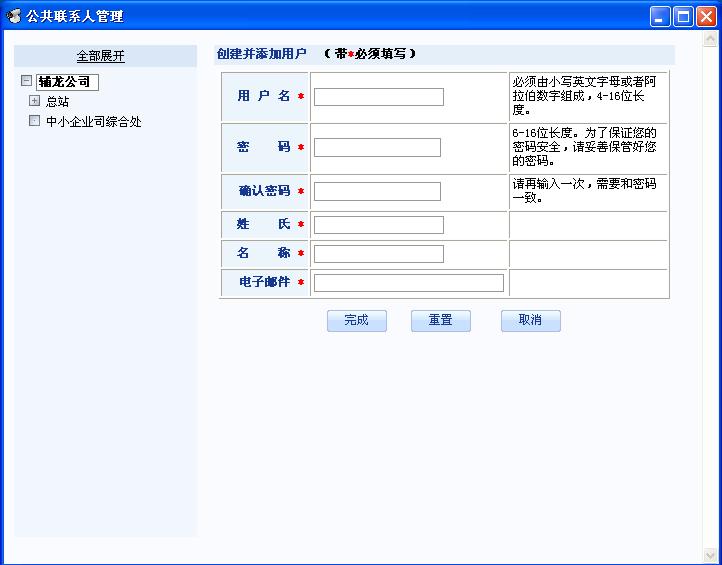 公共联系人管理
全部展开
辅龙公司
总站
中小企业司综合处
创建并添加用户 （带*必须填写）
用 户 名 *
必须由小写英文字母或者阿
拉伯数字组成，4-16位长
度。
密 码 *
6-16位长度。为了保证您的
密码安全，请妥善保管好您
的密码。
确认密码 *
请再输入一次，需要和密码
一致。
姓 氏 *
名 称 *
电子邮件 *
完成 重置 取消